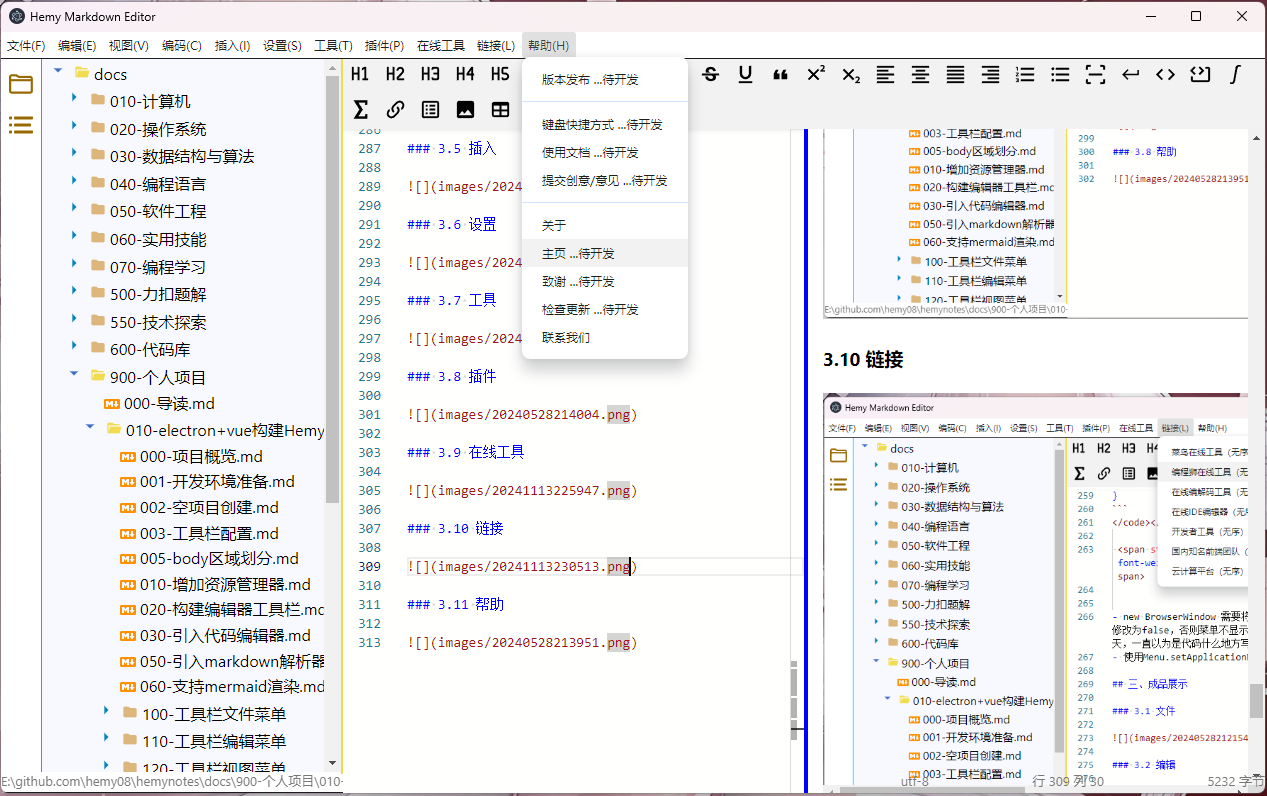 Hemy Markdown Editor
文件(F) 编辑(E) 视图(V) 编码(C) 插入(I) 设置(S) 工具(T) 插件(P) 在线工具 链接(L) 帮助(H)
docs
010-计算机
020-操作系统
030-数据结构与算法
040-编程语言
050-软件工程
060-实用技能
070-编程学习
500-力扣题解
550-技术探索
600-代码库
900-个人项目
000-导读.md
010-electron+vue构建Hemy
000-项目概览.md
001-开发环境准备.md
002-空项目创建.md
003-工具栏配置.md
005-body区域划分.md
010-增加资源管理器.md
020-构建编辑器工具栏.md
030-引入代码编辑器.md
050-引入markdown解析器
060-支持mermaid渲染.md
100-工具栏文件菜单
110-工具栏编辑菜单
120-工具栏视图菜单
E:\github.com\hemy08\hemynotes\docs\900-个人项目\010-
H1 H2 H3 H4 H5
版本发布 ...待开发
键盘快捷方式 ...待开发
使用文档 ...待开发
提交创意/意见 ...待开发
关于
主页 ...待开发
致谢 ...待开发
检查更新 ...待开发
联系我们
286
287 ### 3.5 插入
288
289 ![](images/2024
290
291 ### 3.6 设置
292
293 ![](images/2024
294
295 ### 3.7 工具
296
297 ![](images/2024
298
299 ### 3.8 插件
300
301 ![](images/20240528214004.png)
302
303 ### 3.9 在线工具
304
305 ![](images/20241113225947.png)
306
307 ### 3.10 链接
308
309 ![](images/20241113230513.png)
310
311 ### 3.11 帮助
312
313 ![](images/20240528213951.png)
003-工具栏配置.md
005-body区域划分.md
010-增加资源管理器.md
020-构建编辑器工具栏.mc
030-引入代码编辑器.md
050-引入markdown解析器
060-支持mermaid渲染.md
100-工具栏文件菜单
110-工具栏编辑菜单
120-工具栏视图菜单
E:\github.com\hemy08\hemynotes\docs\900-个人项目\010-
299
300 ### 3.8 帮助
301
302 ![](images/20240528213951
3.10 链接
Hemy Markdown Editor
文件(F) 编辑(E) 视图(V) 编码(C) 插入(I) 设置(S) 工具(T) 插件(P) 在线工具 链接(L) 帮助(H)
docs
010-计算机
020-操作系统
030-数据结构与算法
040-编程语言
050-软件工程
060-实用技能
070-编程学习
500-力扣题解
550-技术探索
600-代码库
900-个人项目
000-导读.md
010-electron+vue构建Hemy
000-项目概览.md
001-开发环境准备.md
002-空项目创建.md
003-工具栏配置.md
H1 H2 H3 H4
菜鸟在线工具（无序
编程狮在线工具（无
在线编解码工具（无
在线IDE编辑器（无
开发者工具（无序）
国内知名前端团队（
云计算平台（无序）
259 }
260 ```
261 </code></
262
263 <span st
font-wei
span>
264
265
266 - new BrowserWindow 需要将
修改为false，否则菜单不显示
天，一直以为是代码什么地方写
267 - 使用Menu.setApplication
268
269 ## 三、成品展示
270
271 ### 3.1 文件
272
273 ![](images/20240528212154
274
275 ### 3.2 编辑
276
utf-8 行 309 列 30 5232 字节